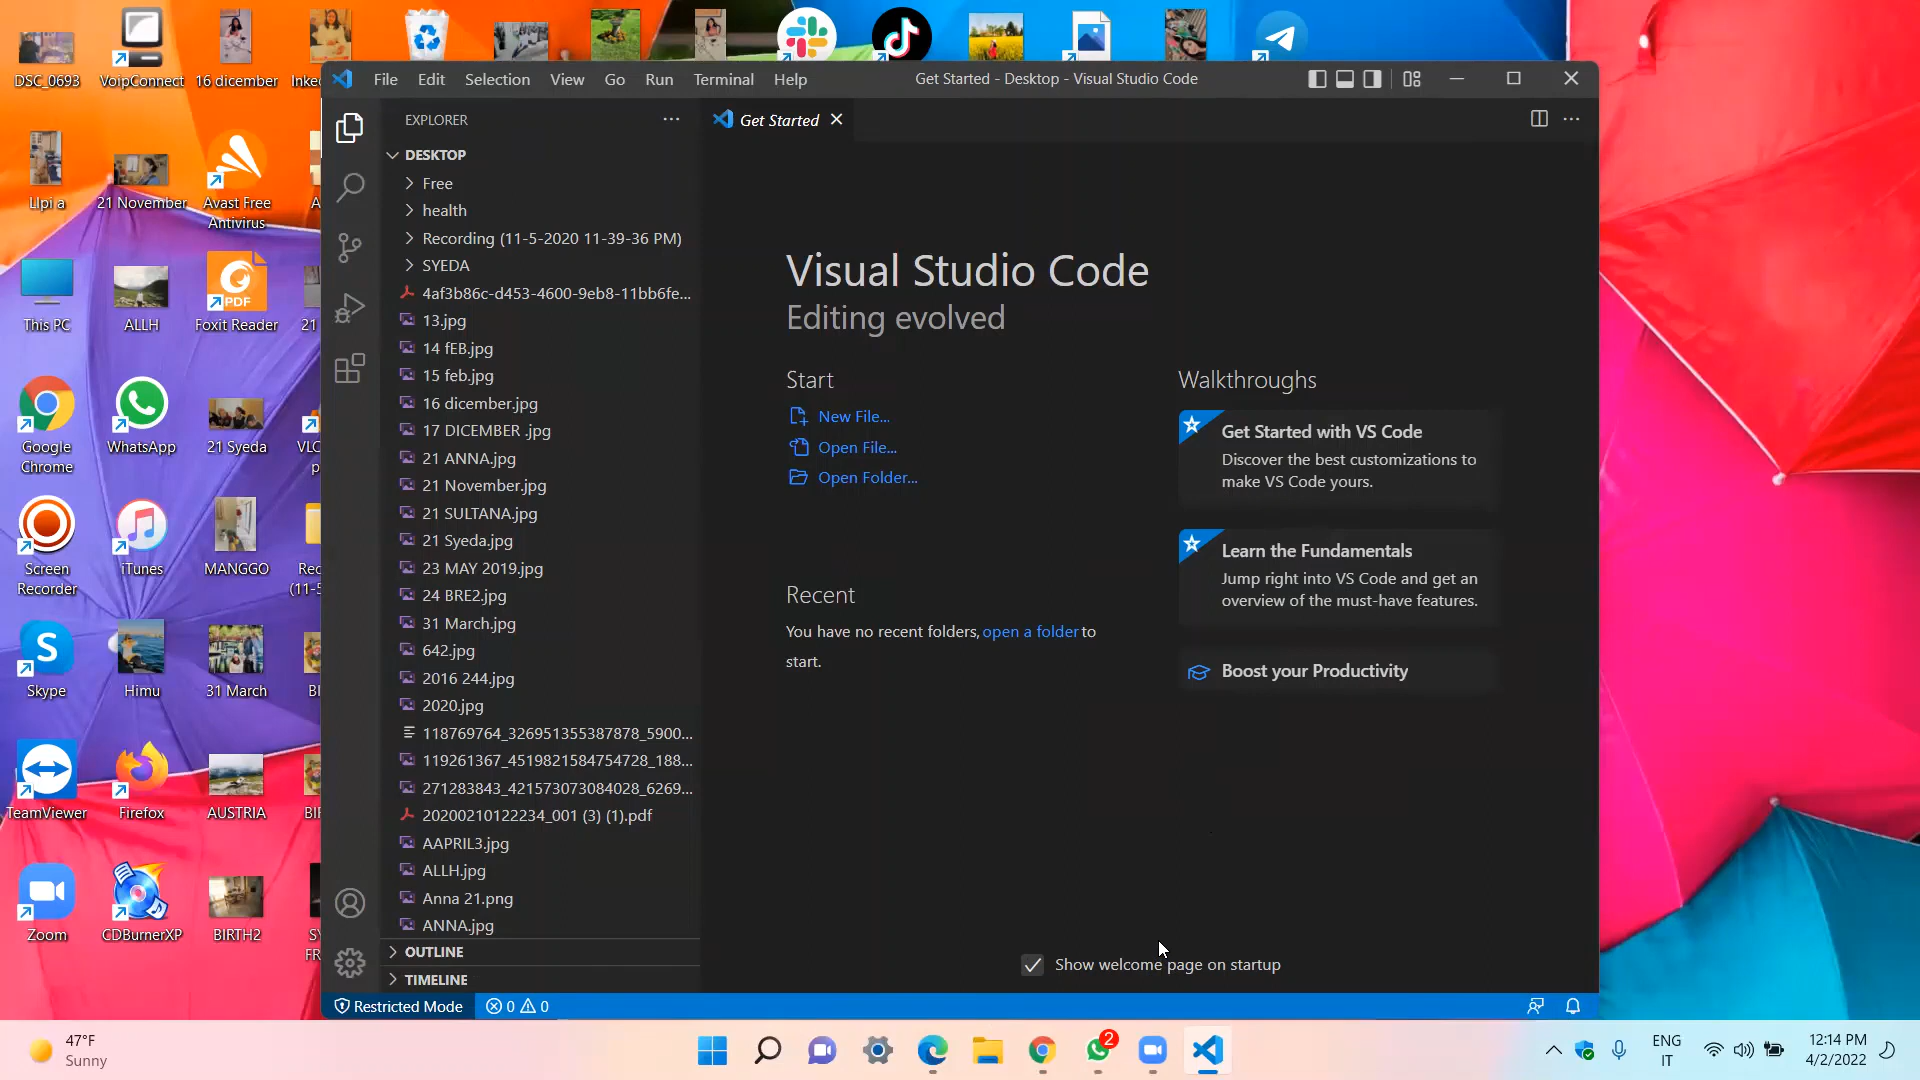 DSC_0693
VoipConnect
16 dicember
File Edit Selection View Go Run Terminal Help
Get Started - Desktop - Visual Studio Code
EXPLORER
Get Started
DESKTOP
Free
health
Recording (11-5-2020 11-39-36 PM)
SYEDA
4af3b86c-d453-4600-9eb8-11bb6fe...
13.jpg
14 fEB.jpg
15 feb.jpg
16 dicember.jpg
17 DICEMBER .jpg
21 ANNA.jpg
21 November.jpg
21 SULTANA.jpg
21 Syeda.jpg
23 MAY 2019.jpg
24 BRE2.jpg
31 March.jpg
642.jpg
2016 244.jpg
2020.jpg
118769764_326951355387878_5900...
119261367_4519821584754728_188...
271283843_421573073084028_6269...
20200210122234_001 (3) (1).pdf
AAPRIL3.jpg
ALLH.jpg
Anna 21.png
ANNA.jpg
OUTLINE
TIMELINE
Restricted Mode 0 0
Visual Studio Code
Editing evolved
Start
New File...
Open File...
Open Folder...
Recent
You have no recent folders, open a folder to
start.
Walkthroughs
Get Started with VS Code
Discover the best customizations to
make VS Code yours.
Learn the Fundamentals
Jump right into VS Code and get an
overview of the must-have features.
Boost your Productivity
Show welcome page on startup
LIpi a
21 November
Avast Free
Antivirus
This PC
ALLH
PDF
Foxit Reader
21
Google
Chrome
WhatsApp
21 Syeda
VLC
p
Screen
Recorder
iTunes
MANGGO
Rec
(11-5
Skype
Himu
31 March
BI
TeamViewer
Firefox
AUSTRIA
BI
Zoom
CDBurnerXP
BIRTH2
S
FR
47°F
Sunny
2
ENG
IT
12:14 PM
4/2/2022